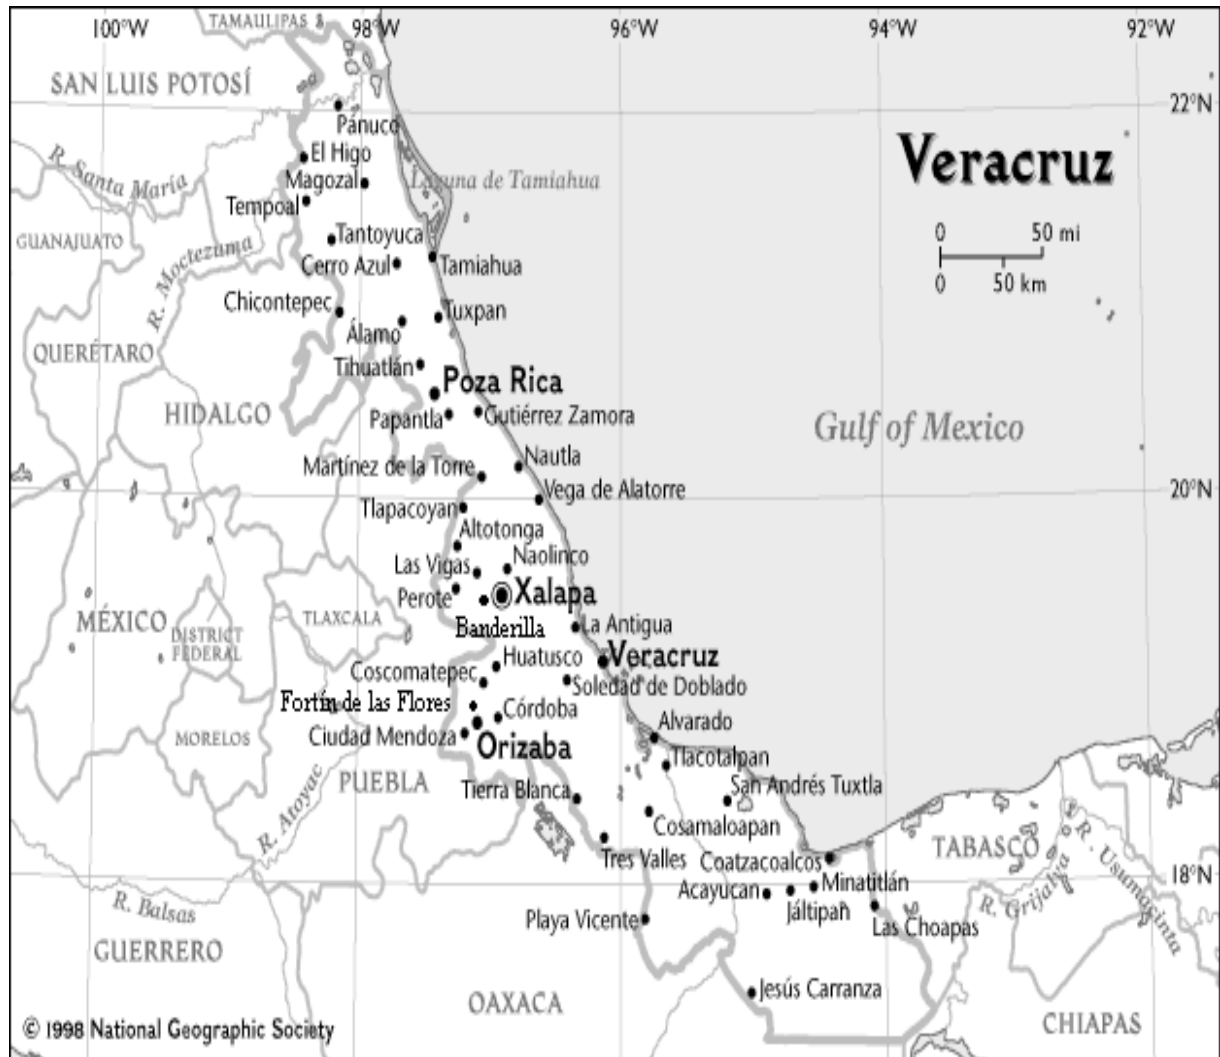 100°W
98°W
96°W
94°W
92°W
TAMAULIPAS
SAN LUIS POTOSÍ
22°N
Pánuco
Veracruz
El Higo
R. Santa María
Magozal
Laguna de Tamiahua
Tempoal
Tantoyuca
0 50 mi
GUANAJUATO
R. Moctezuma
Cerro Azul
Tamiahua
0 50 km
Chicontepec
Tuxpan
Álamo
QUERÉTARO
Tihuatlán
Poza Rica
HIDALGO
Papantla
Gutiérrez Zamora
Gulf of Mexico
Nautla
Martínez de la Torre
Vega de Alatorre
20°N
Tlapacoyan
Altotonga
Naolinco
Las Vigas
Xalapa
Perote
MÉXICO
TLAXCALA
Banderilla
La Antigua
DISTRICT
FEDERAL
Veracruz
Huatusco
Coscomatepec
Soledad de Doblado
Fortín de las Flores
Córdoba
Alvarado
MORELOS
Ciudad Mendoza
Orizaba
Tlacotalpan
PUEBLA
Tierra Blanca
San Andrés Tuxtla
R. Atoyac
Cosamaloapan
TABASCO
R. Usumacinta
Tres Valles
Coatzacoalcos
18°N
Acayucan
Minatitlán
R. Grijalva
Jáltipan
R. Balsas
Playa Vicente
Las Choapas
GUERRERO
Jesús Carranza
OAXACA
CHIAPAS
© 1998 National Geographic Society